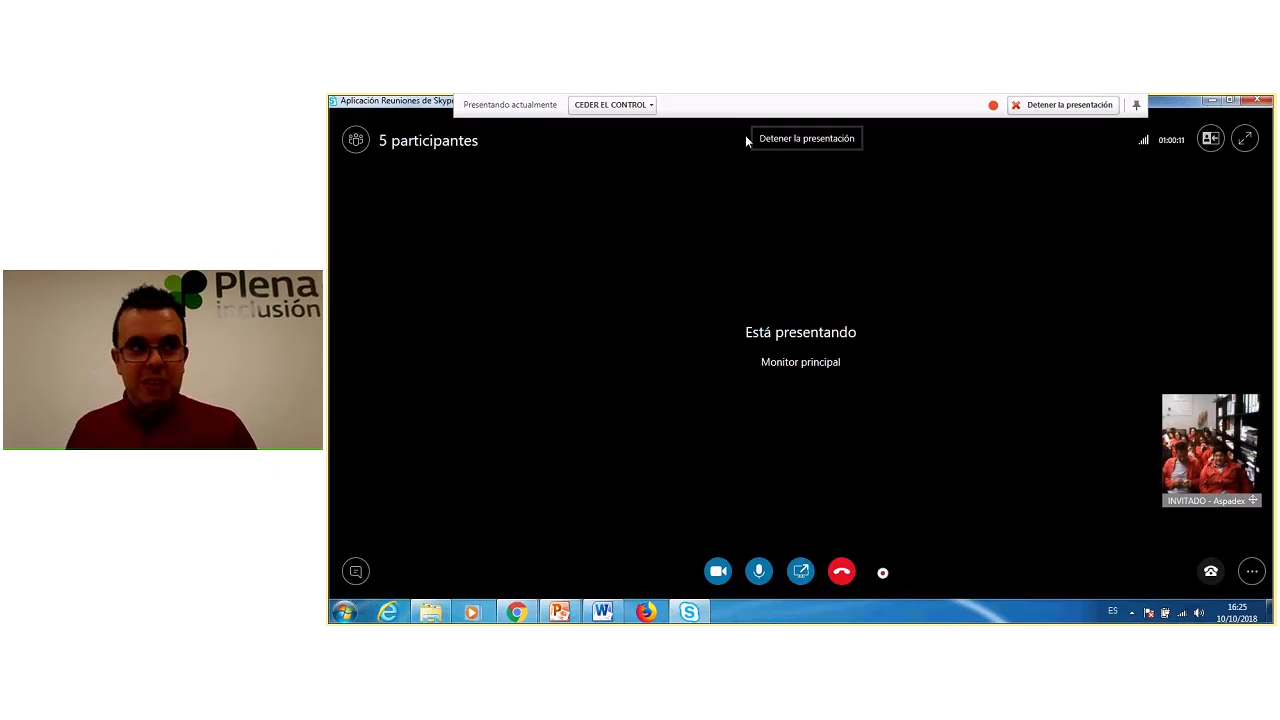 Plena
inclusión
Aplicación Reuniones de Skype
Presentando actualmente
CEDER EL CONTROL
Detener la presentación
5 participantes
Detener la presentación
01:00:11
Está presentando
Monitor principal
INVITADO - Aspadex
ES
16:25
10/10/2018